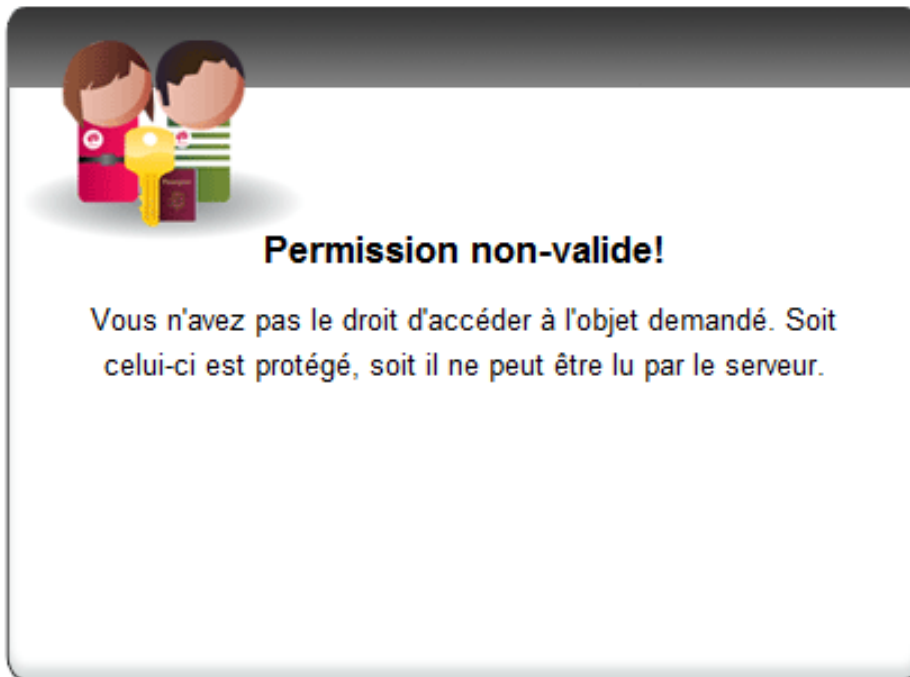 Permission non-valide!
Vous n'avez pas le droit d'accéder à l'objet demandé. Soit
celui-ci est protégé, soit il ne peut être lu par le serveur.